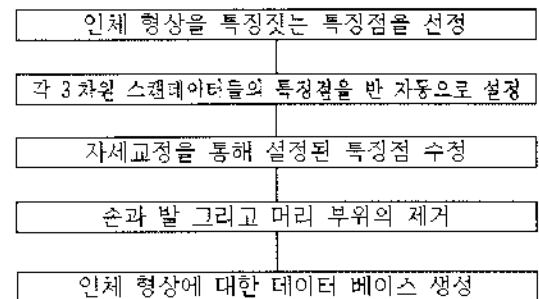 인체 형상을 특징짓는 특징점을 선정
각 3차원 스캔데이터들의 특징점을 반 자동으로 설정
자세교정을 통해 설정된 특징점 수정
손과 발 그리고 머리 부위의 제거
인체 형상에 대한 데이터 베이스 생성